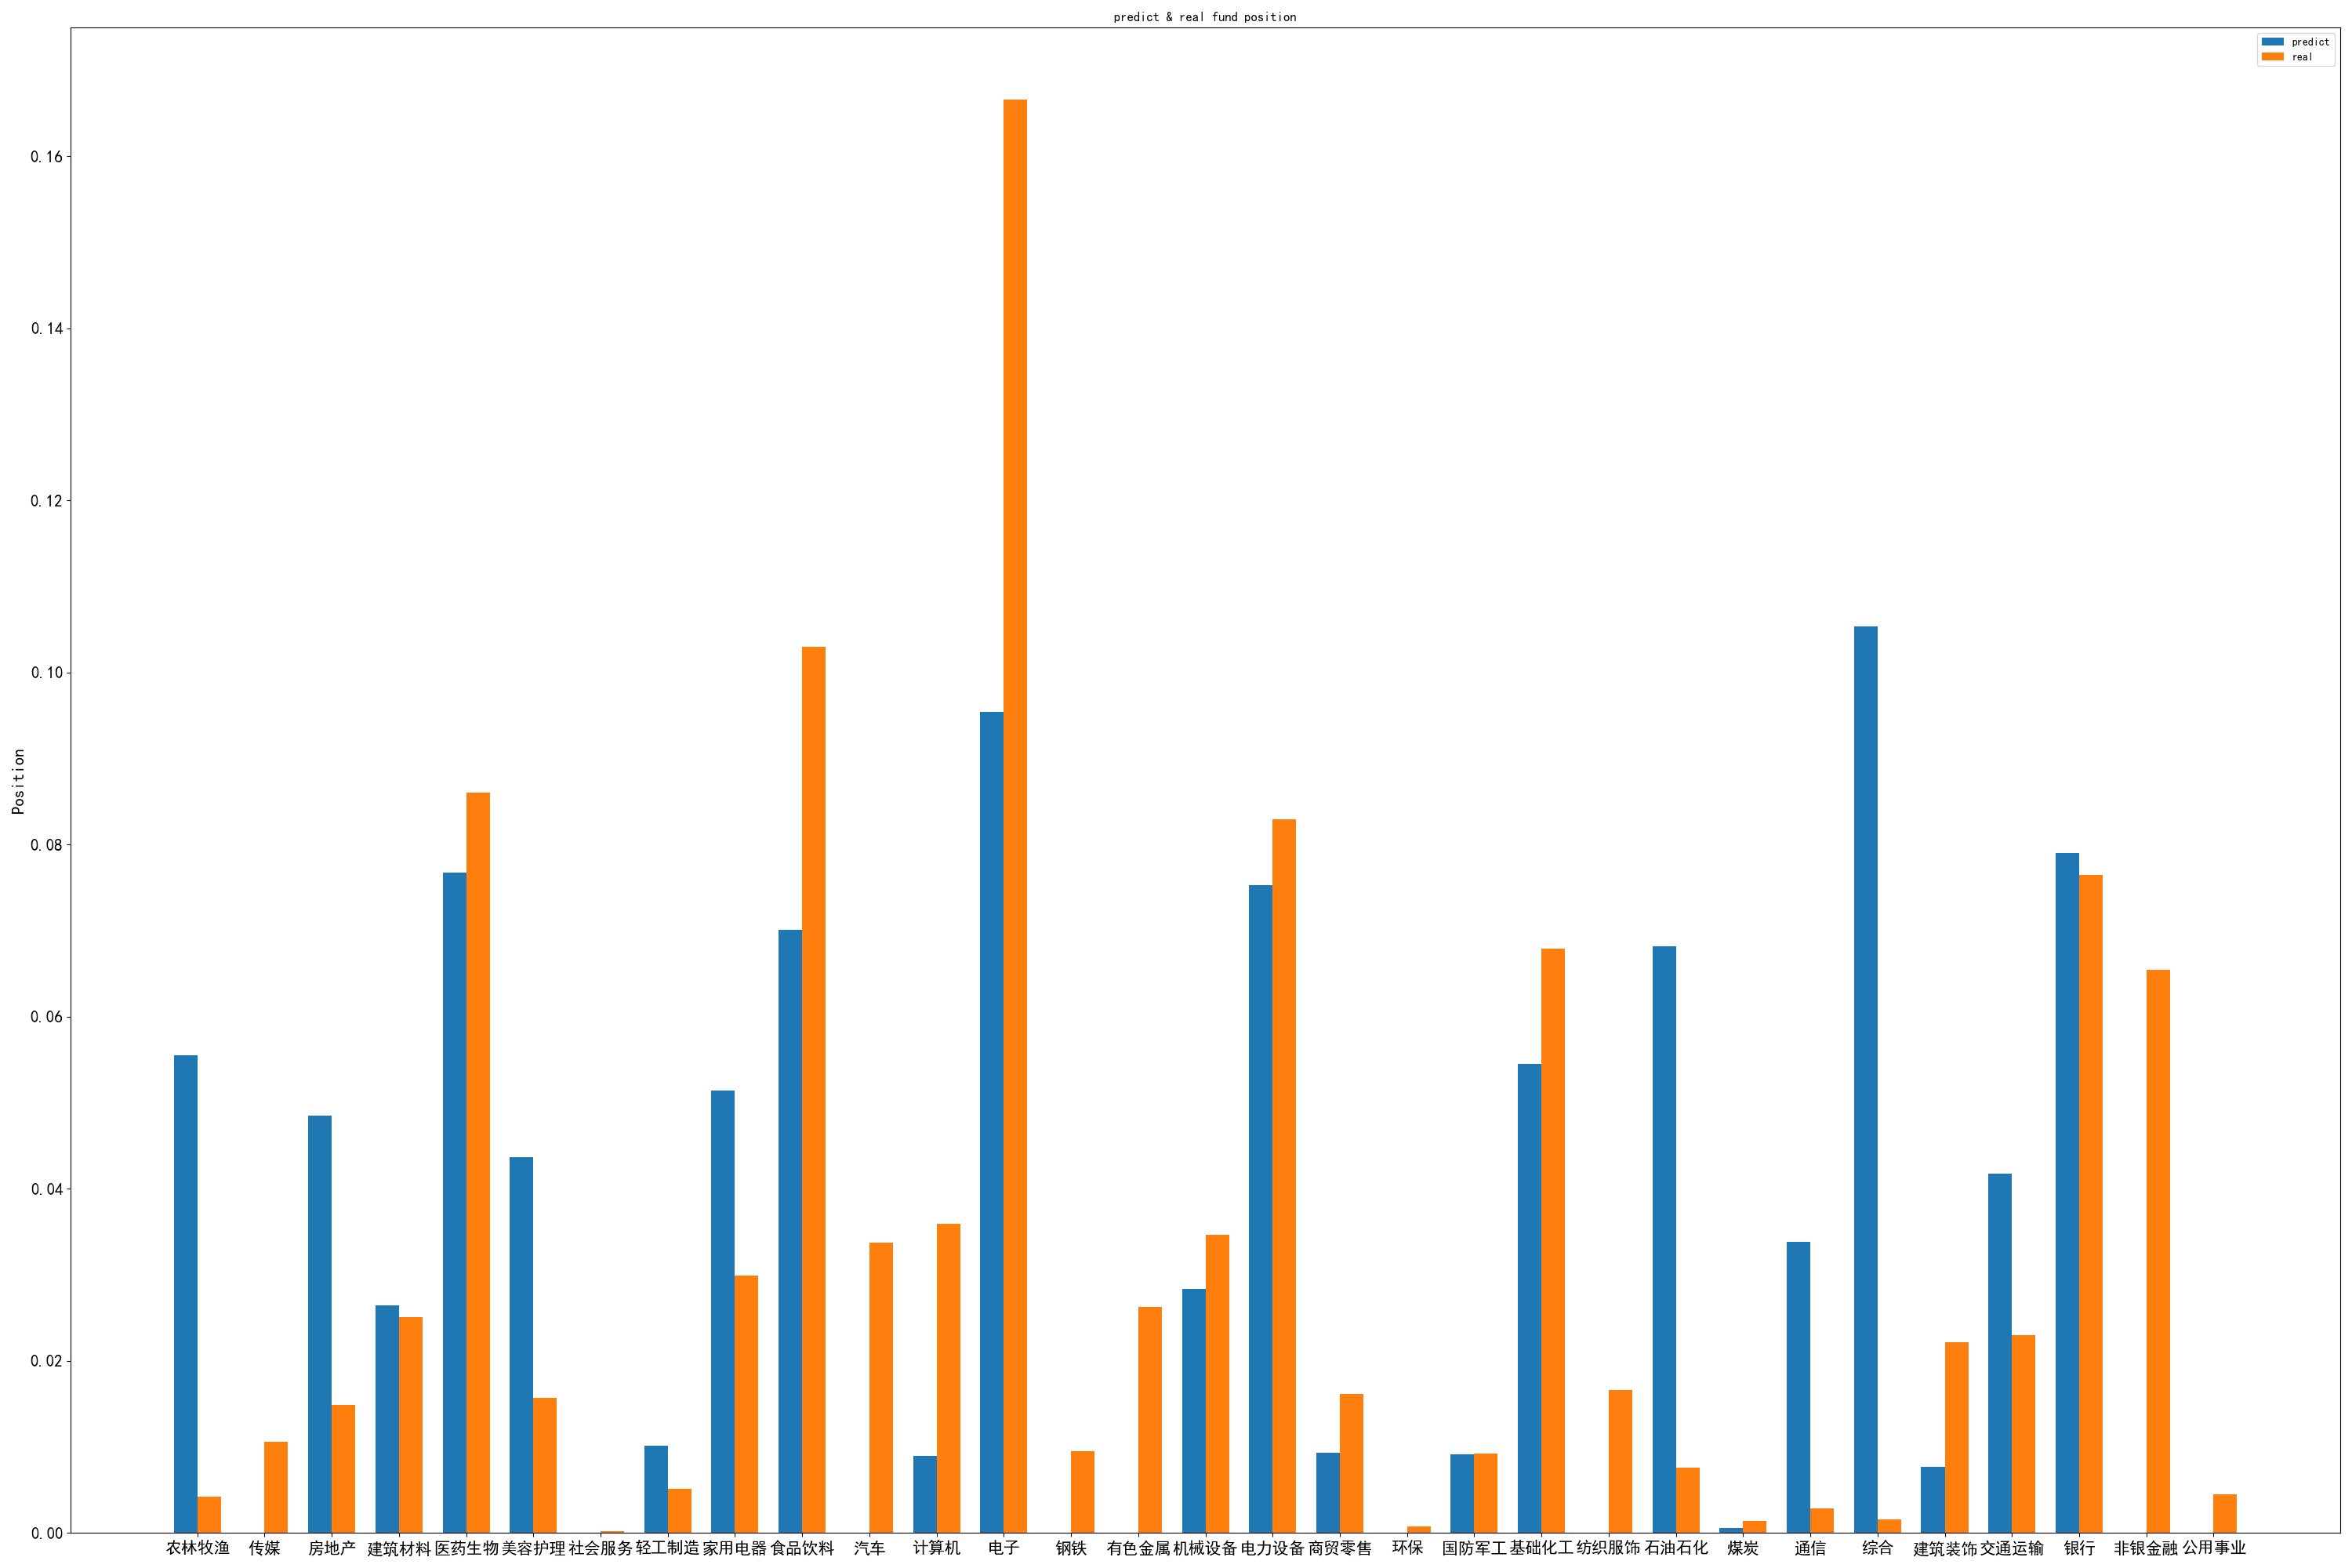 predict & real fund position
predict
real
Position
0.16
0.14
0.12
0.10
0.08
0.06
0.04
0.02
0.00
农林牧渔 传媒 房地产 建筑材料 医药生物 美容护理 社会服务 轻工制造 家用电器 食品饮料 汽车 计算机 电子 钢铁 有色金属 机械设备 电力设备 商贸零售 环保 国防军工 基础化工 纺织服饰 石油石化 煤炭 通信 综合 建筑装饰 交通运输 银行 非银金融 公用事业